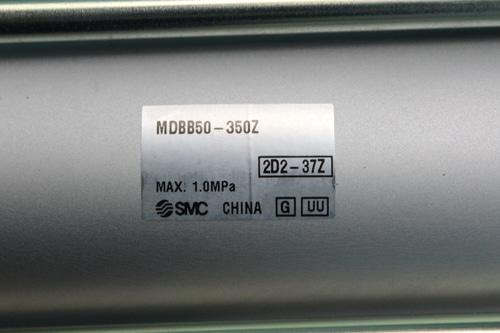 MDBB50-350Z
2D2-37Z
MAX. 1.0MPa
SMC CHINA G UU